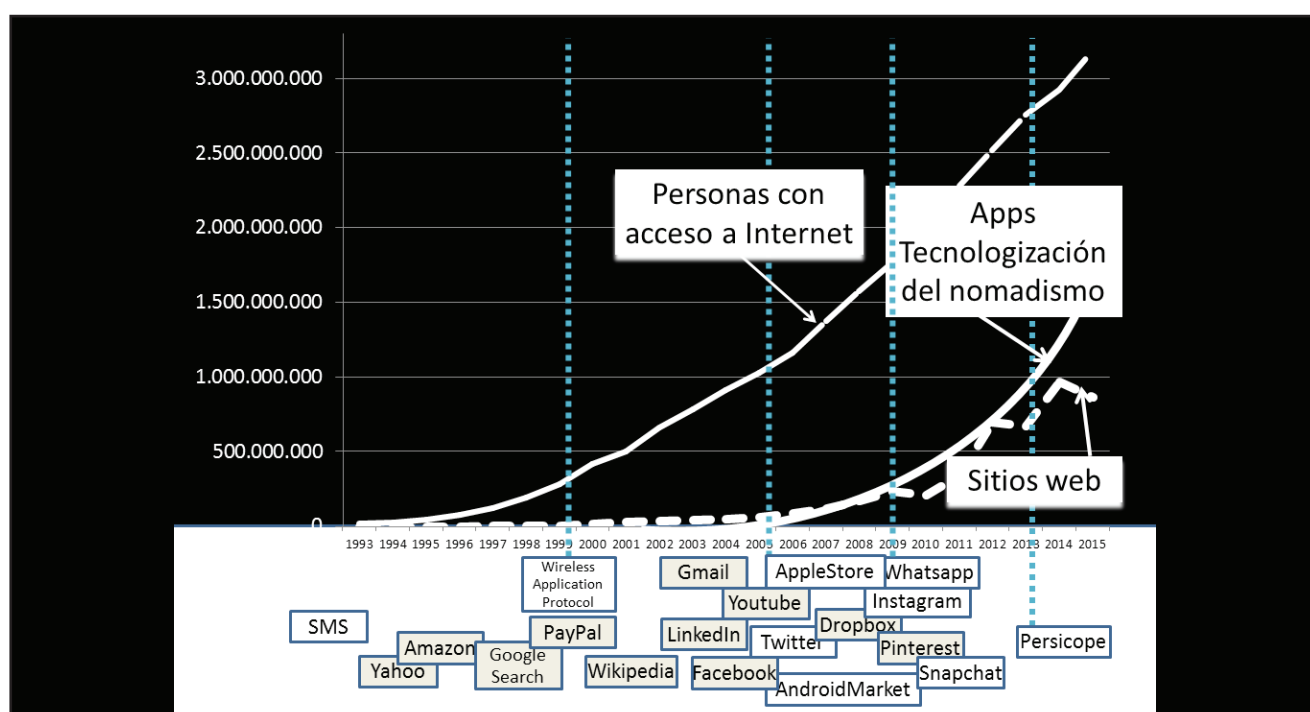 3.000.000.000
2.500.000.000
2.000.000.000
1.500.000.000
1.000.000.000
500.000.000
0
Personas con
acceso a Internet
Apps
Tecnologización
del nomadismo
Sitios web
1993 1994 1995 1996 1997 1998 1999 2000 2001 2002 2003 2004 2005 2006 2007 2008 2009 2010 2011 2012 2013 2014 2015
Wireless
Application
Protocol
Gmail
AppleStore
Whatsapp
Youtube
Instagram
SMS
PayPal
LinkedIn
Dropbox
Twitter
Persicope
Amazon
Google
Search
Pinterest
Yahoo
Wikipedia
Facebook
Snapchat
AndroidMarket